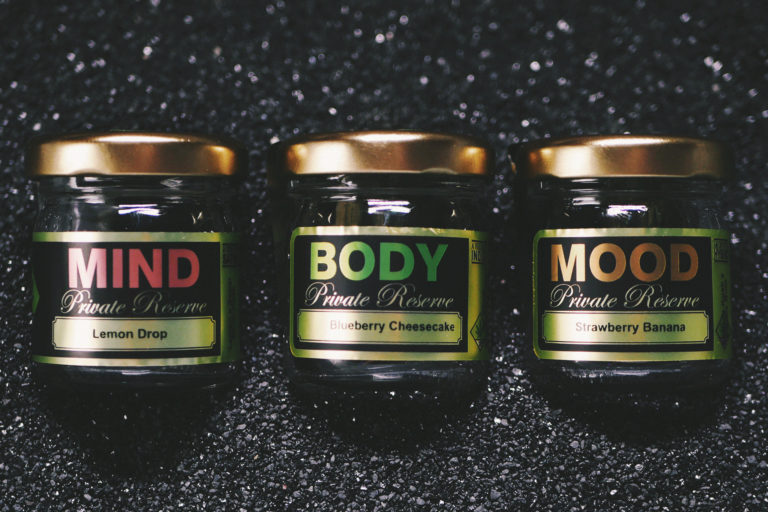 MIND
Private Reserve
Lemon Drop
BODY
Private Reserve
Blueberry Cheesecake
MOOD
Private Reserve
Strawberry Banana